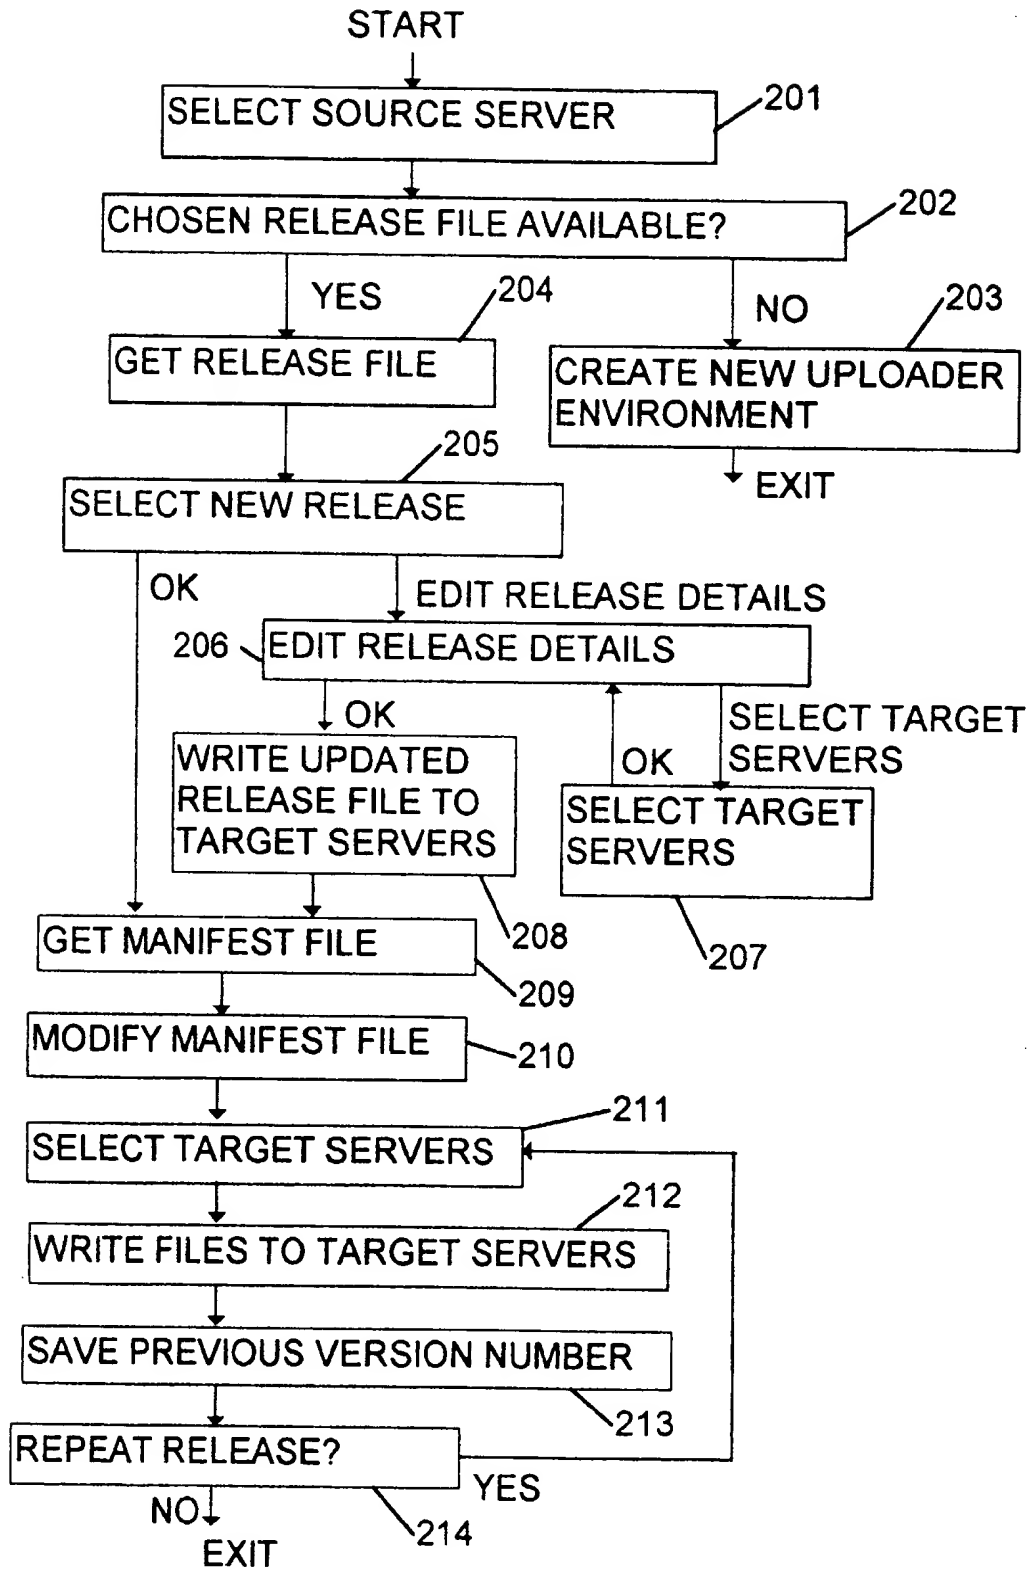 START
SELECT SOURCE SERVER
201
CHOSEN RELEASE FILE AVAILABLE?
202
YES
204
NO
203
GET RELEASE FILE
CREATE NEW UPLOADER
ENVIRONMENT
205
EXIT
SELECT NEW RELEASE
OK
EDIT RELEASE DETAILS
206
EDIT RELEASE DETAILS
OK
SELECT TARGET
SERVERS
OK
WRITE UPDATED
RELEASE FILE TO
TARGET SERVERS
SELECT TARGET
SERVERS
208
207
GET MANIFEST FILE
209
MODIFY MANIFEST FILE
210
211
SELECT TARGET SERVERS
212
WRITE FILES TO TARGET SERVERS
SAVE PREVIOUS VERSION NUMBER
213
REPEAT RELEASE?
YES
NO
214
EXIT